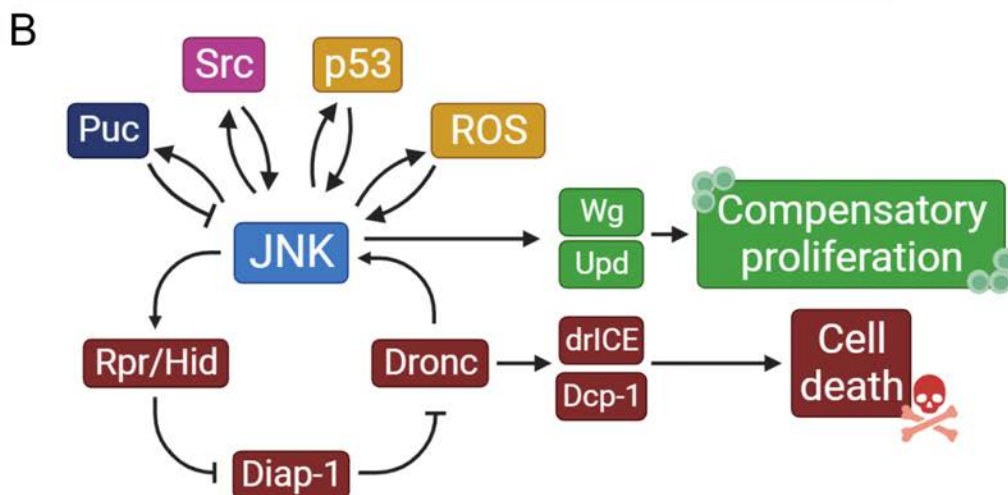 B
Src
p53
Puc
ROS
JNK
Wg
Upd
Compensatory
proliferation
Rpr/Hid
Dronc
drICE
Dcp-1
Cell
death
Diap-1